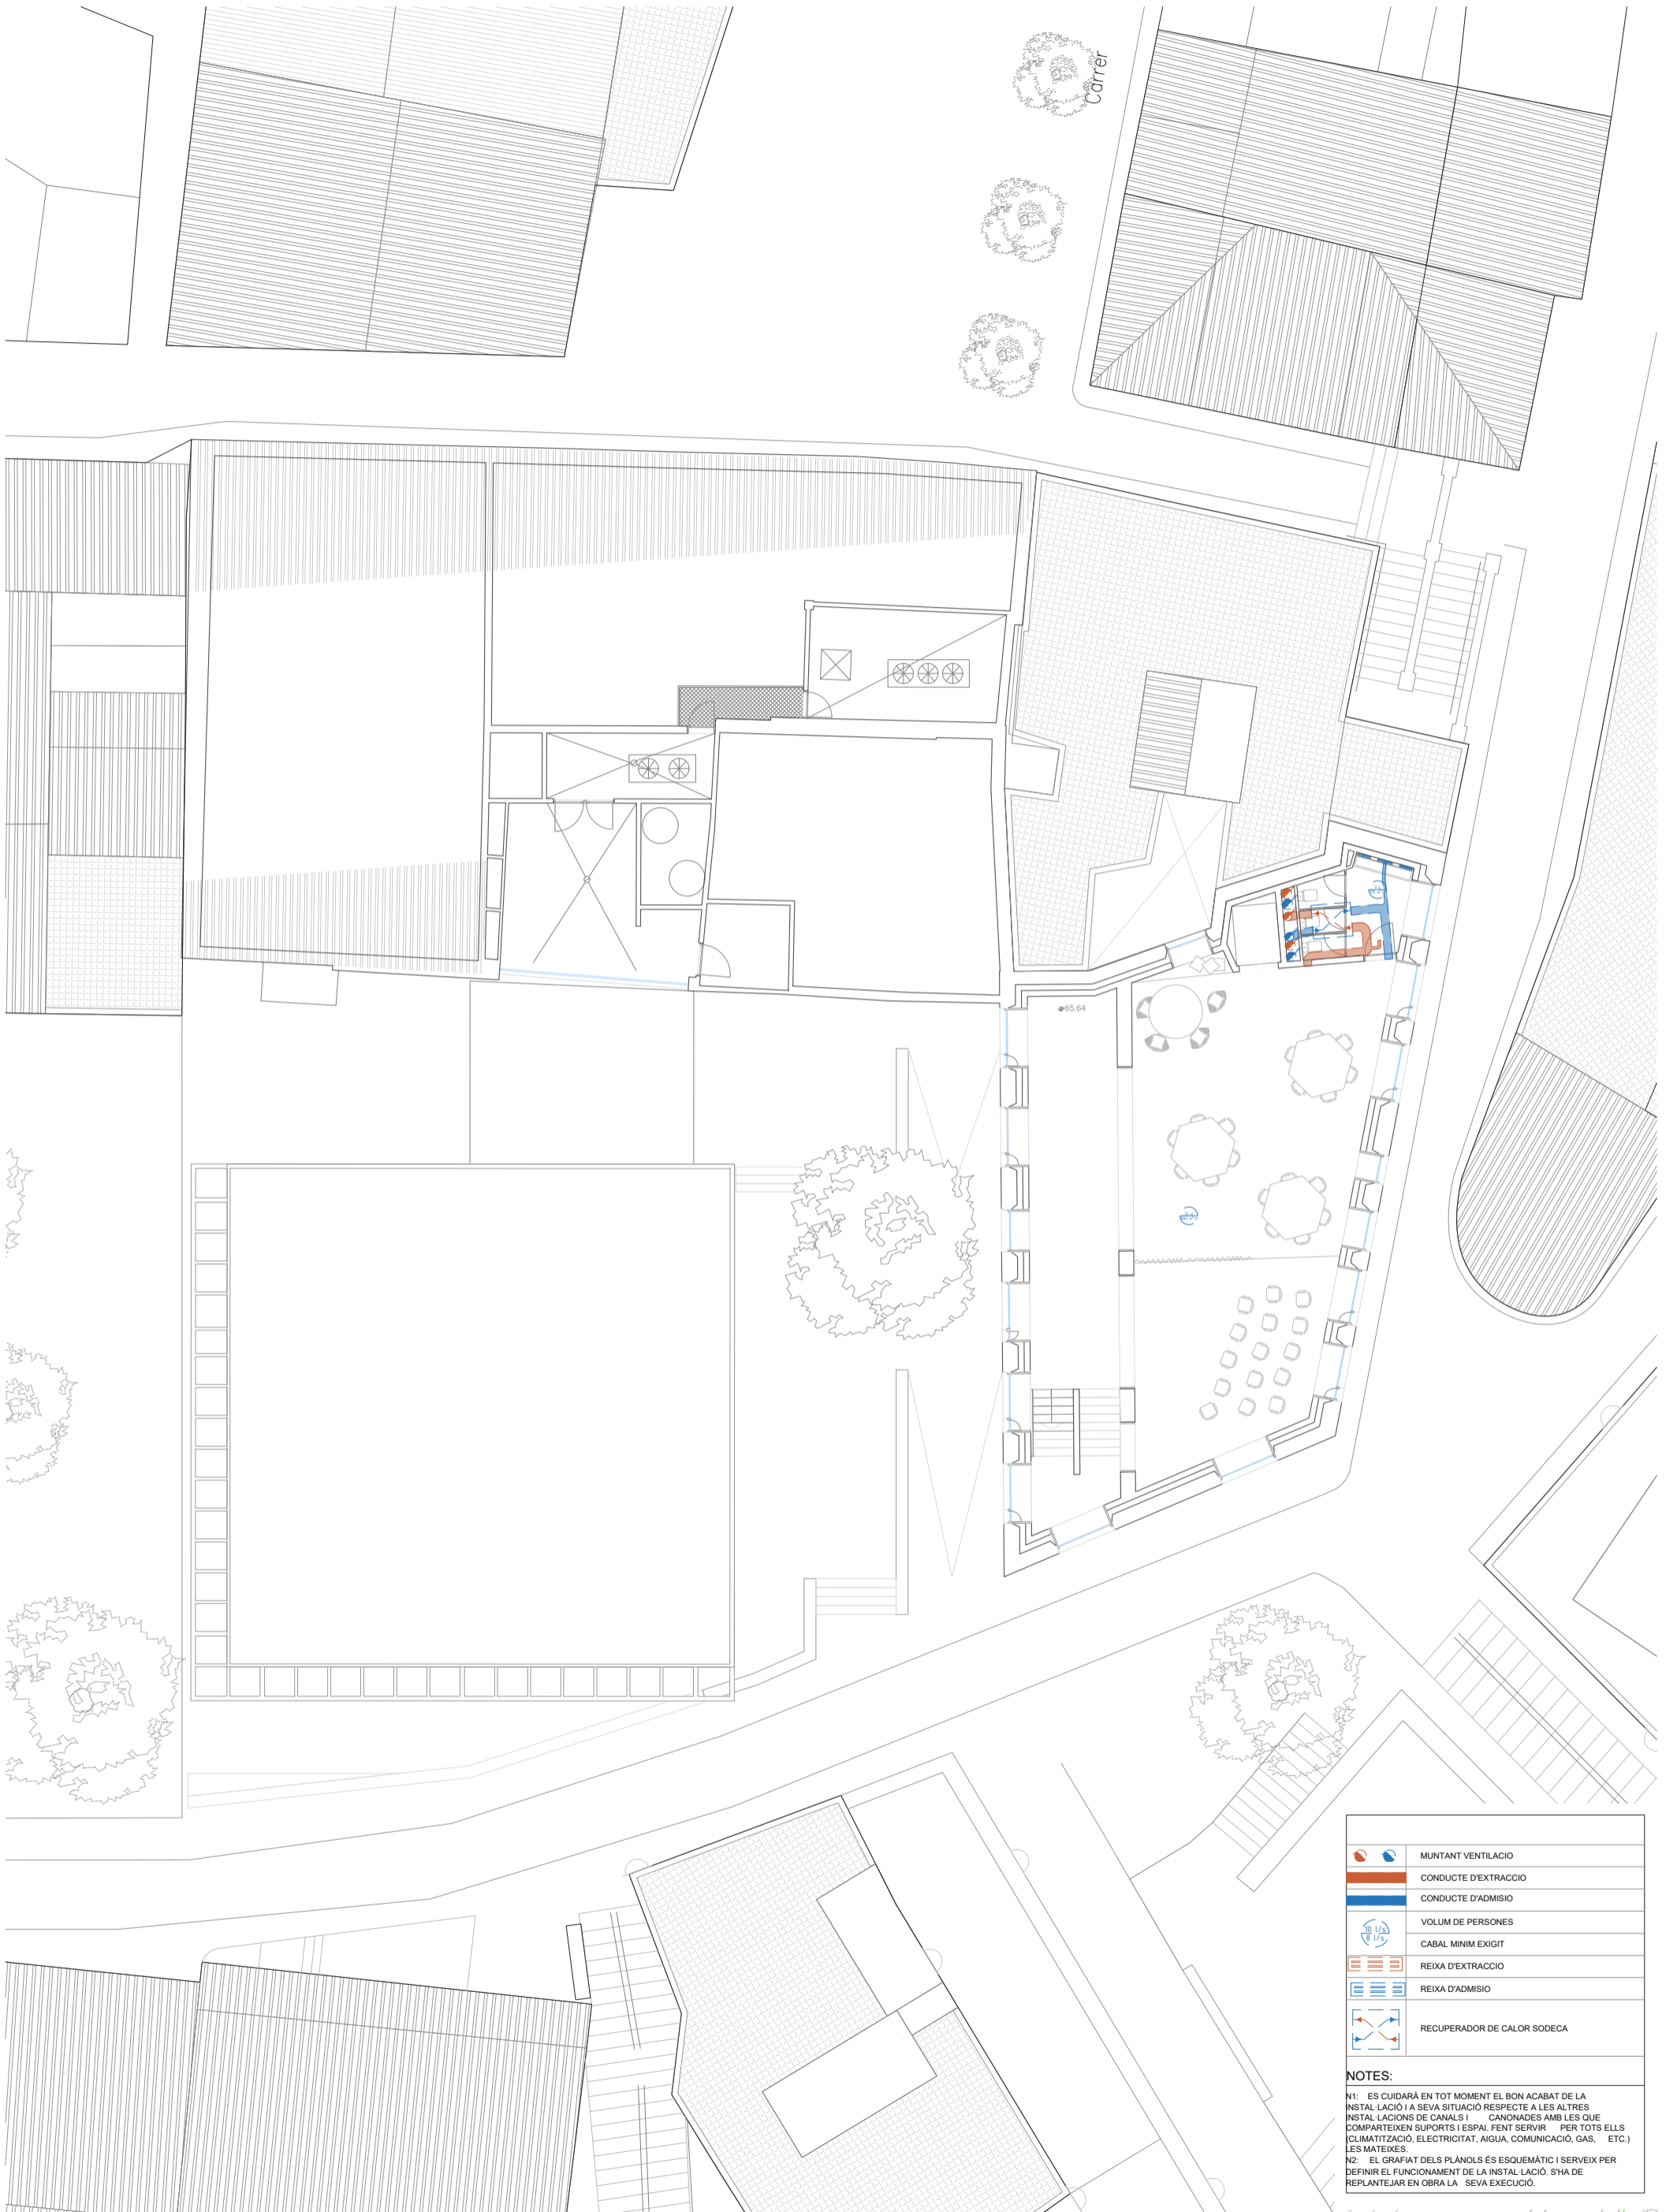 Carrer
65.64
MUNTANT VENTILACIO
CONDUCTE D'EXTRACCIO
CONDUCTE D'ADMISIO
10 l/s
8 l/s
VOLUM DE PERSONES
CABAL MINIM EXIGIT
REIXA D'EXTRACCIO
REIXA D'ADMISIO
RECUPERADOR DE CALOR SODECA
NOTES:
N1: ES CUIDARÀ EN TOT MOMENT EL BON ACABAT DE LA
INSTAL·LACIÓ I A SEVA SITUACIÓ RESPECTE A LES ALTRES
INSTAL·LACIONS DE CANALS I CANONADES AMB LES QUE
COMPARTEIXEN SUPORTS I ESPAI. FENT SERVIR PER TOTS ELLS
(CLIMATITZACIÓ, ELECTRICITAT, AIGUA, COMUNICACIÓ, GAS, ETC.)
LES MATEIXES.
N2: EL GRAFIAT DELS PLÀNOLS ÉS ESQUEMÀTIC I SERVEIX PER
DEFINIR EL FUNCIONAMENT DE LA INSTAL·LACIÓ. S'HA DE
REPLANTEJAR EN OBRA LA SEVA EXECUCIÓ.